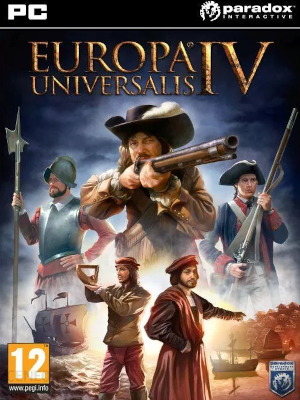 PC
paradox
INTERACTIVE
EUROPA
UNIVERSALIS IV
12
www.pegi.info